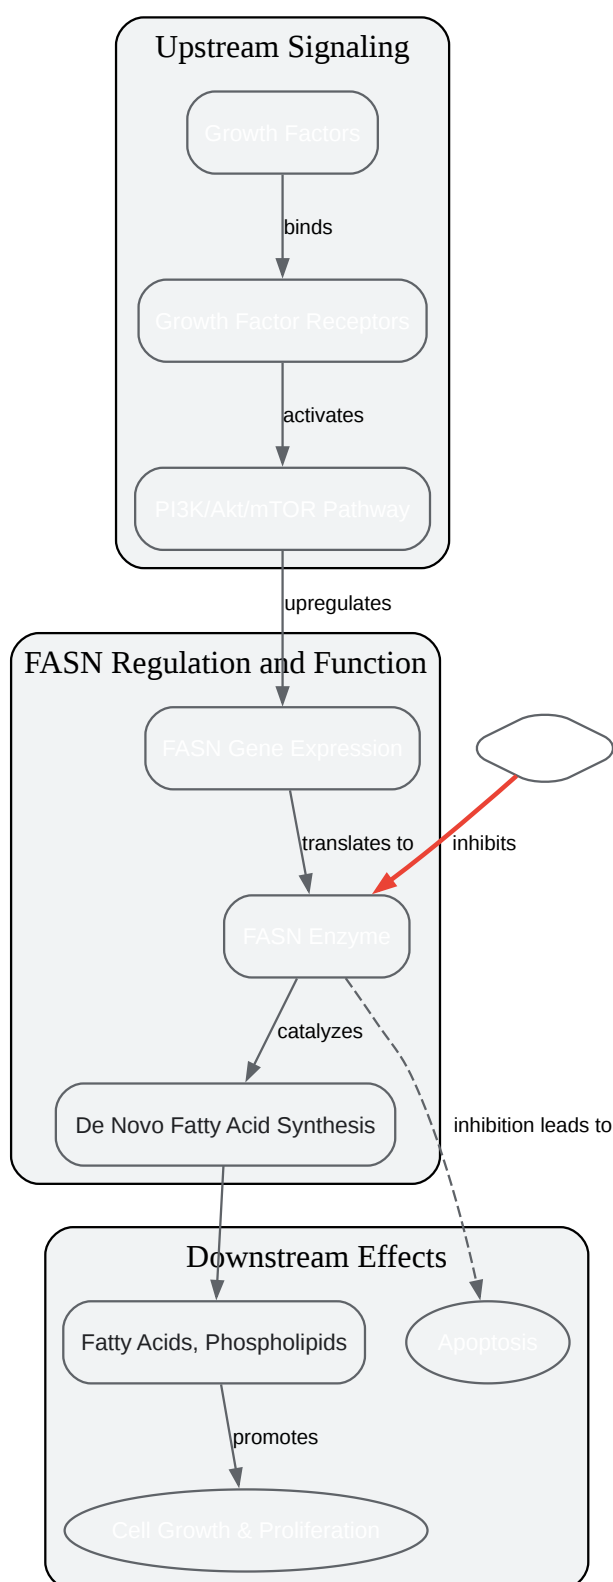 Upstream Signaling
Growth Factors
binds
Growth Factor Receptors
activates
PI3K/Akt/mTOR Pathway
upregulates
FASN Regulation and Function
FASN Gene Expression
translates to
inhibits
FASN Enzyme
catalyzes
De Novo Fatty Acid Synthesis
inhibition leads to
Downstream Effects
Fatty Acids, Phospholipids
Apoptosis
promotes
Cell Growth & Proliferation